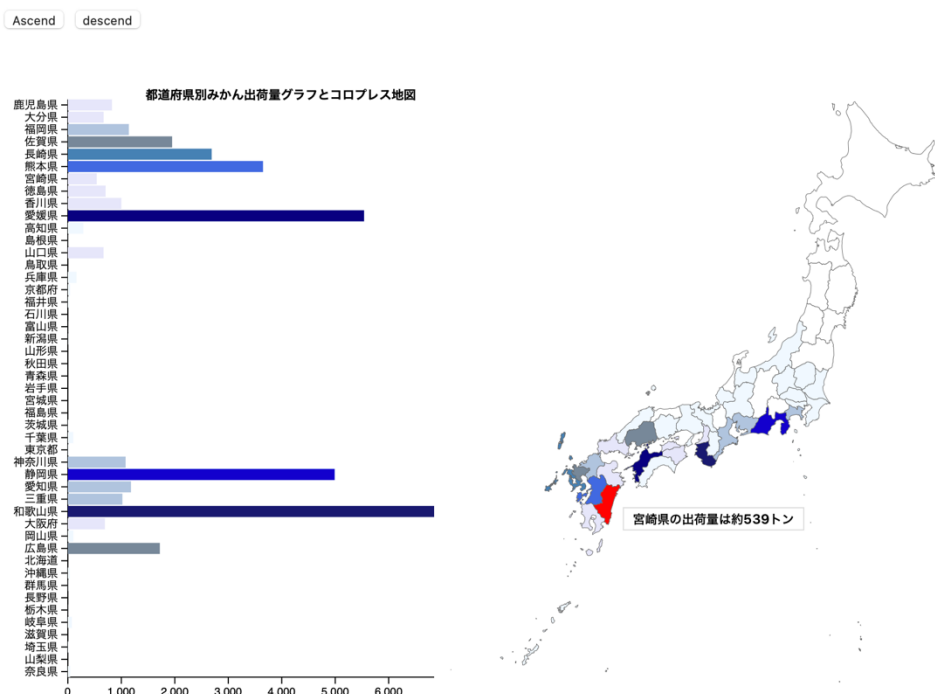 Ascend descend
都道府県別みかん出荷量グラフとコロプレス地図
鹿児島県
大分県
福岡県
佐賀県
長崎県
熊本県
宮崎県
徳島県
香川県
愛媛県
高知県
島根県
山口県
鳥取県
兵庫県
京都府
福井県
石川県
富山県
新潟県
山形県
秋田県
青森県
岩手県
宮城県
福島県
茨城県
千葉県
東京都
神奈川県
静岡県
愛知県
三重県
和歌山県
大阪府
岡山県
広島県
北海道
沖縄県
群馬県
長野県
栃木県
岐阜県
滋賀県
埼玉県
山梨県
奈良県
0 1,000 2,000 3,000 4,000 5,000 6,000
宮崎県の出荷量は約539トン